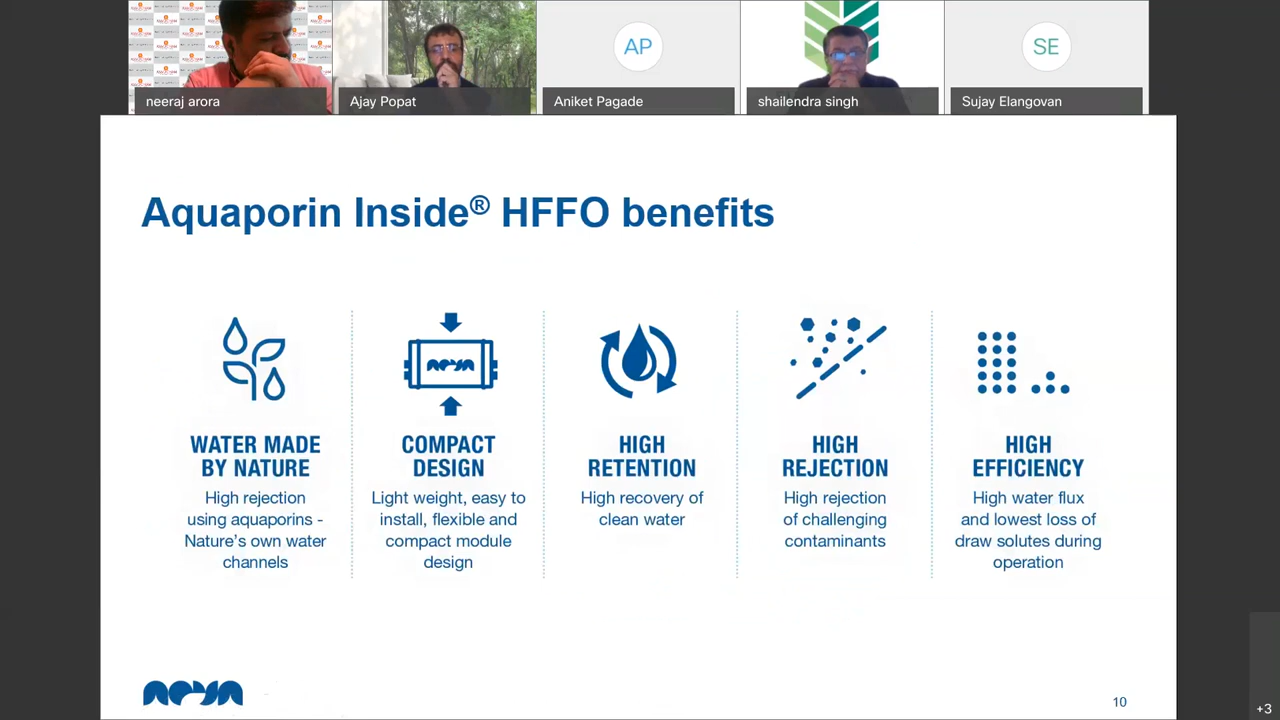 AP
SE
neeraj arora
Ajay Popat
Aniket Pagade
shailendra singh
Sujay Elangovan
Aquaporin Inside® HFFO benefits
WATER MADE
BY NATURE
High rejection
using aquaporins -
Nature's own water
channels
COMPACT
DESIGN
Light weight, easy to
install, flexible and
compact module
design
HIGH
RETENTION
High recovery of
clean water
HIGH
REJECTION
High rejection
of challenging
contaminants
HIGH
EFFICIENCY
High water flux
and lowest loss of
draw solutes during
operation
10
+3